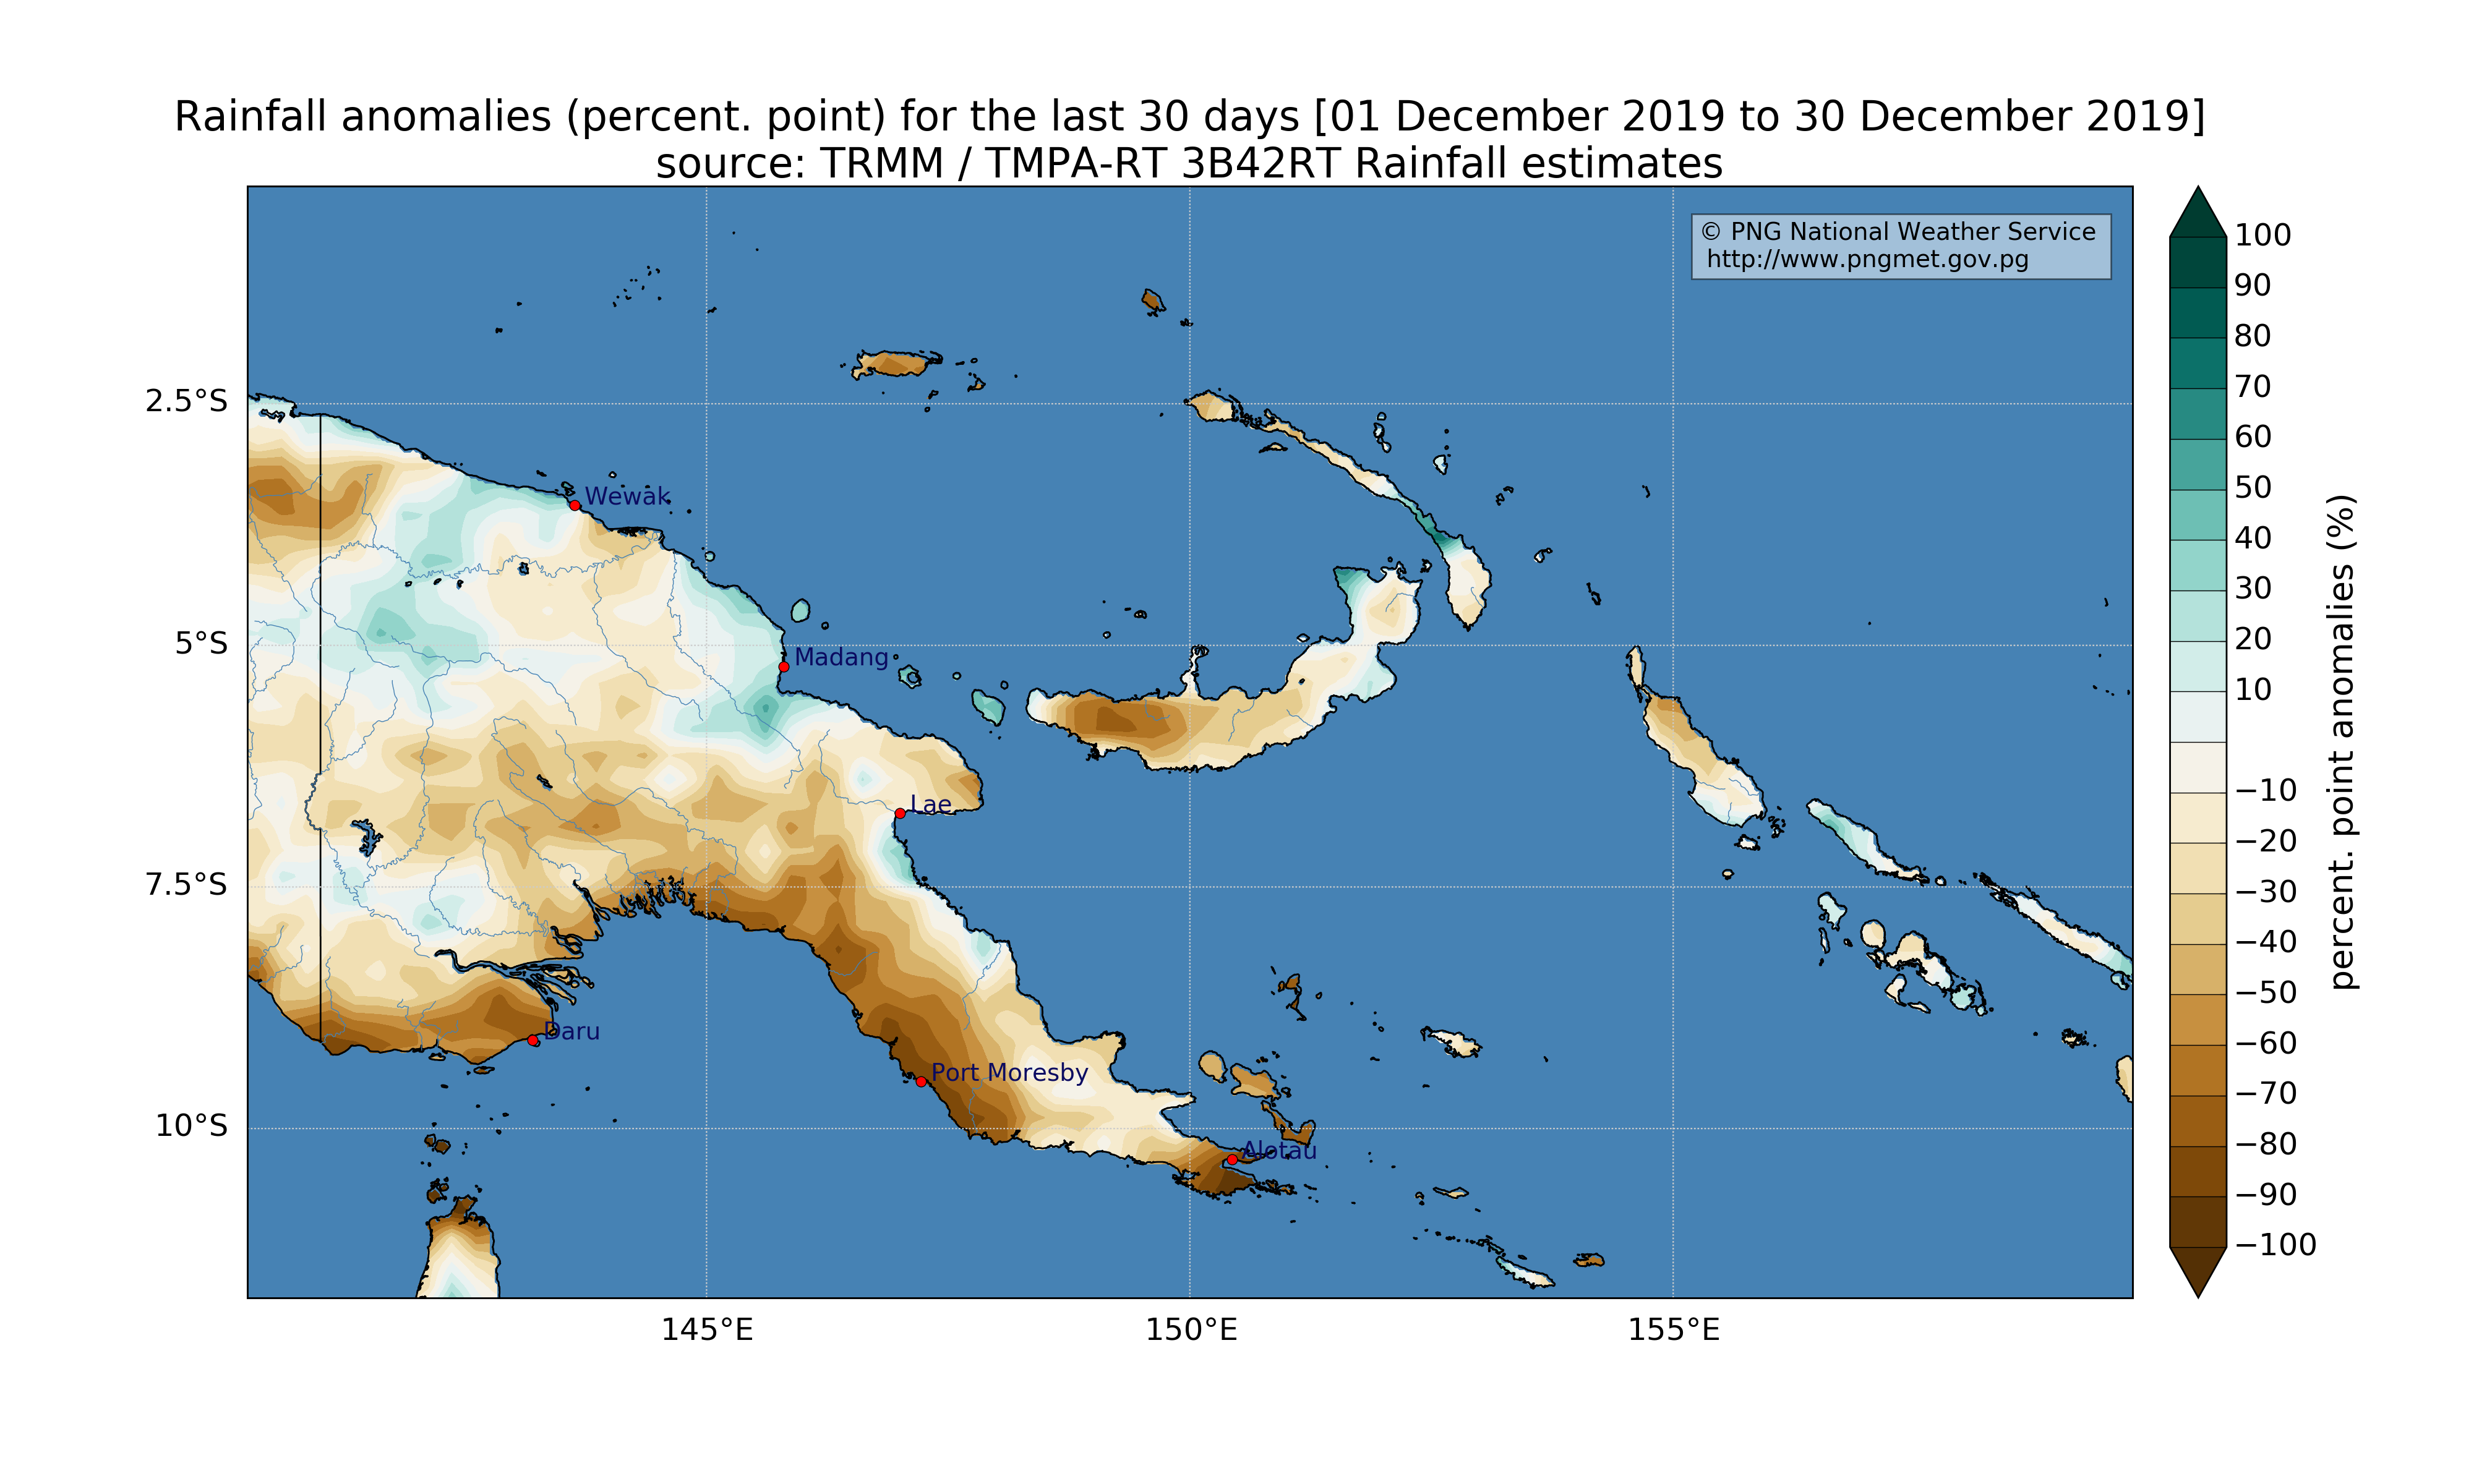 Rainfall anomalies (percent. point) for the last 30 days [01 December 2019 to 30 December 2019]
source: TRMM / TMPA-RT 3B42RT Rainfall estimates
© PNG National Weather Service
http://www.pngmet.gov.pg
2.5°S
5°S
7.5°S
10°S
145°E
150°E
155°E
Wewak
Madang
Lae
Daru
Port Moresby
Alotau
100
90
80
70
60
50
40
30
20
10
−10
−20
−30
−40
−50
−60
−70
−80
−90
−100
percent. point anomalies (%)